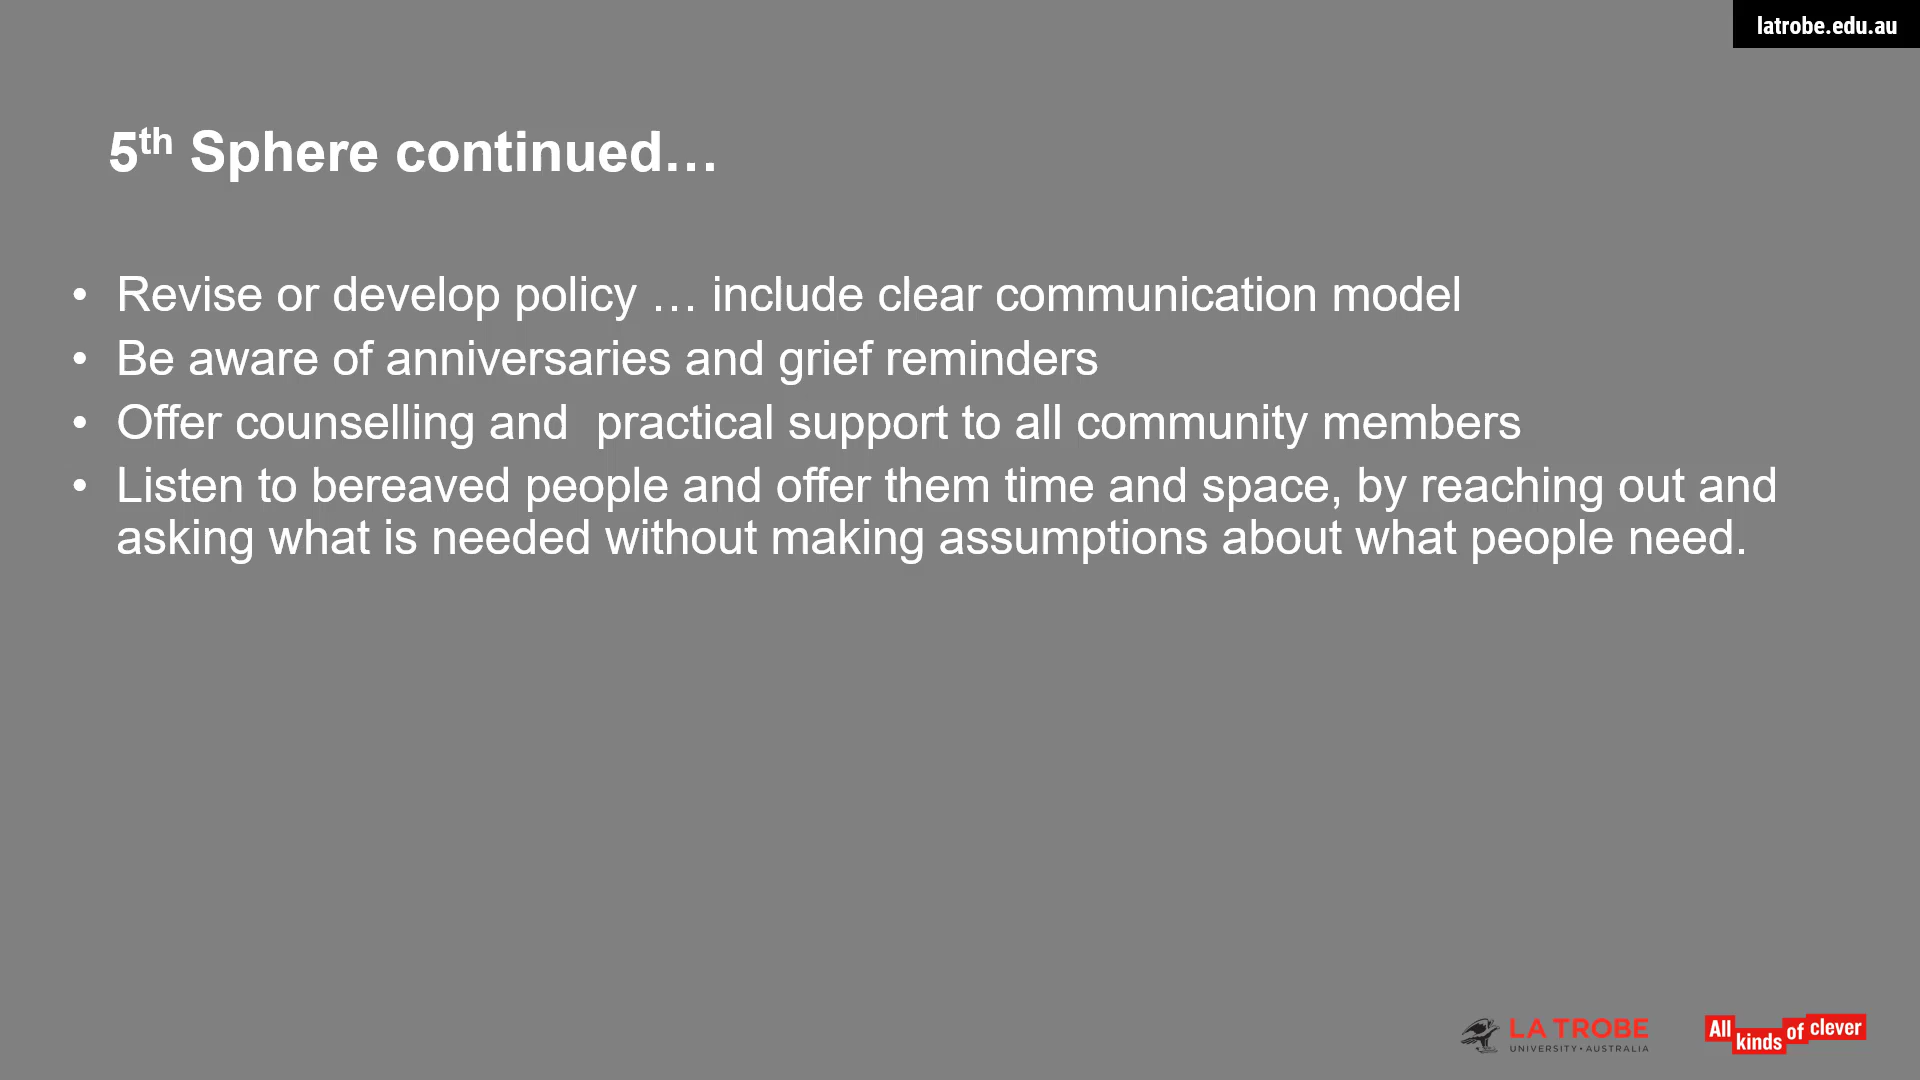 latrobe.edu.au
5th Sphere continued…
• Revise or develop policy … include clear communication model
• Be aware of anniversaries and grief reminders
• Offer counselling and  practical support to all community members
• Listen to bereaved people and offer them time and space, by reaching out and
asking what is needed without making assumptions about what people need.
LA TROBE
UNIVERSITY • AUSTRALIA
All kinds of clever